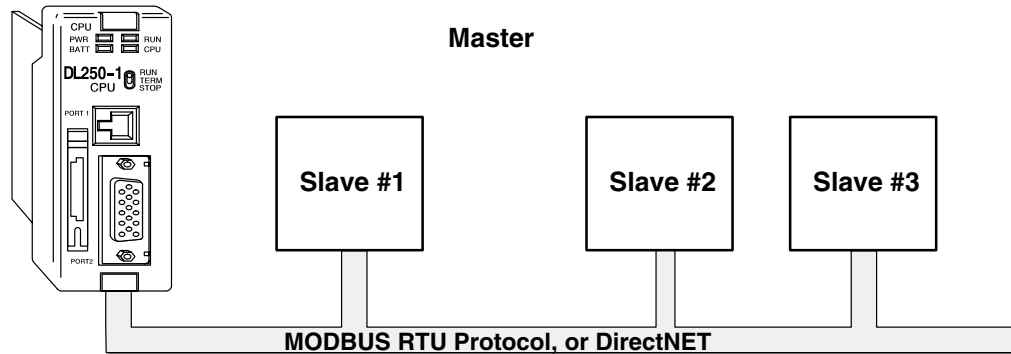 CPU
PWR RUN
BATT CPU
DL250-1
CPU
RUN
TERM
STOP
PORT 1
PORT2
Master
Slave #1
Slave #2
Slave #3
MODBUS RTU Protocol, or DirectNET